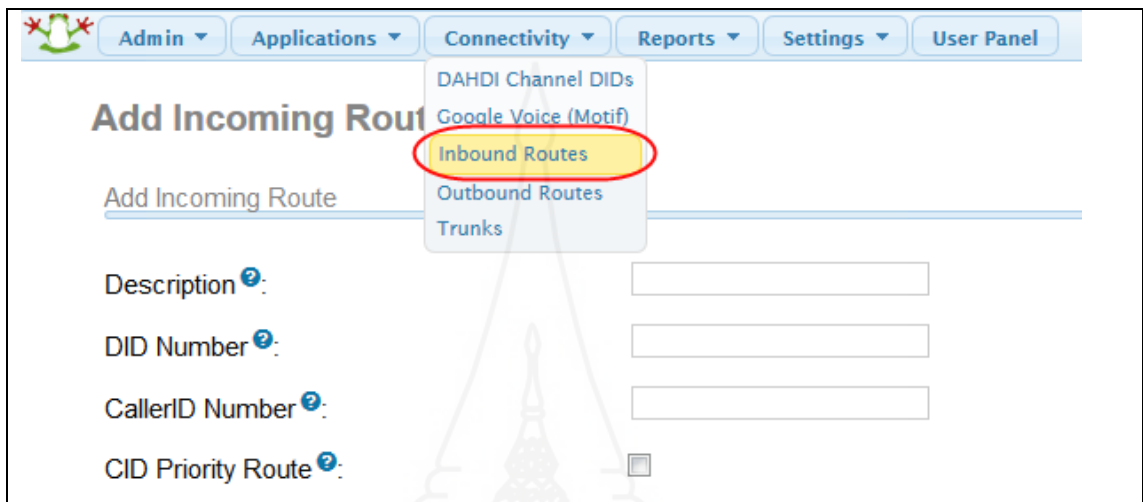 Admin Applications Connectivity Reports Settings User Panel
DAHDI Channel DIDs
Google Voice (Motif)
Inbound Routes
Outbound Routes
Trunks
Add Incoming Rout
Add Incoming Route
Description ?:
DID Number ?:
CallerID Number ?:
CID Priority Route ?: